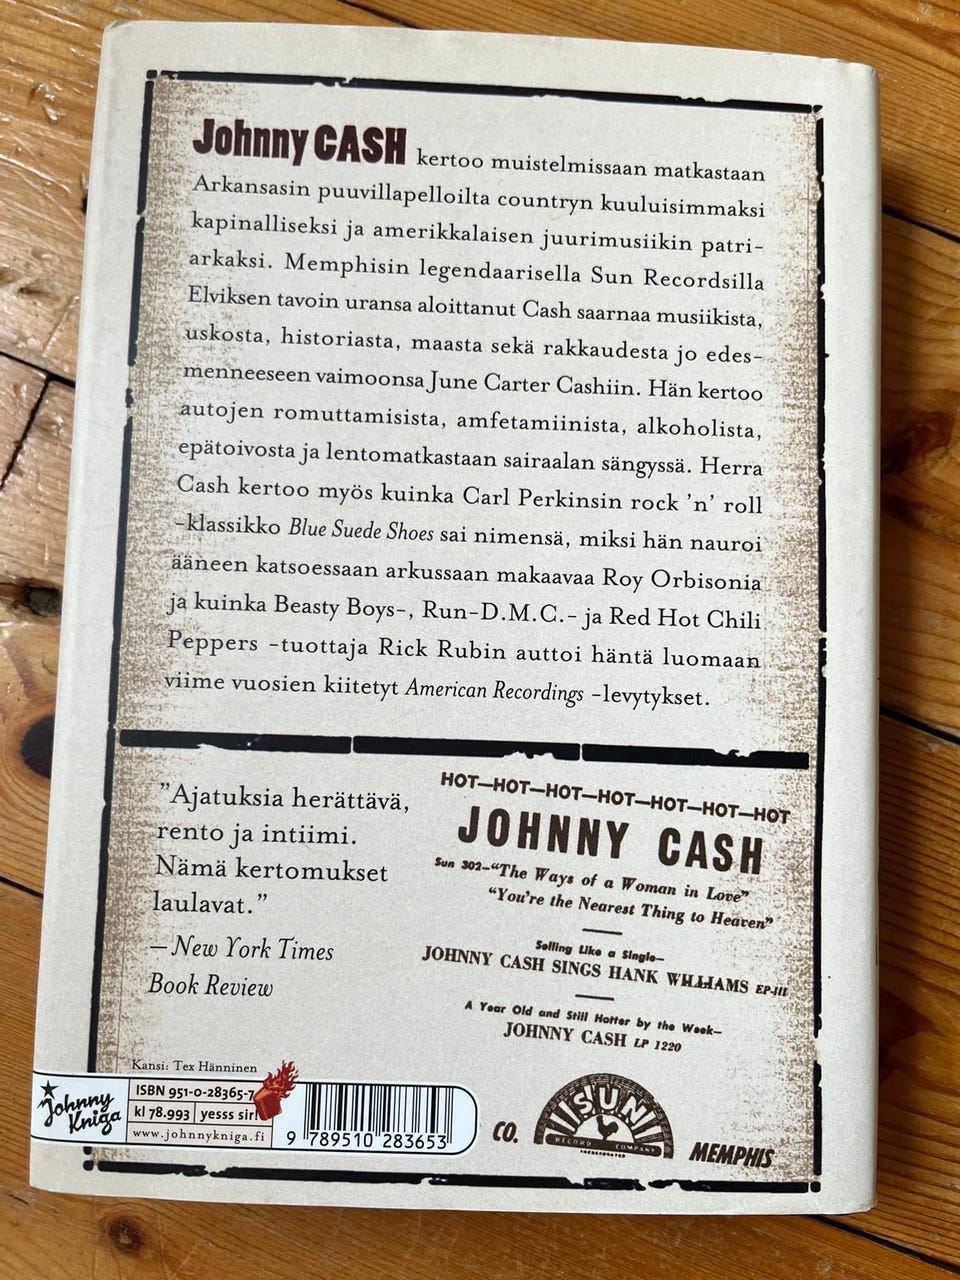 Johnny CASH kertoo muistelmissaan matkastaan
Arkansasin puuvillapelloilta countryn kuuluisimmaksi
kapinalliseksi ja amerikkalaisen juurimusiikin patri-
arkaksi. Memphisin legendaarisella Sun Recordsilla
Elviksen tavoin uransa aloittanut Cash saarnaa musiikista,
uskosta, historiasta, maasta sekä rakkaudesta jo edes-
menneeseen vaimoonsa June Carter Cashiin. Hän kertoo
autojen romuttamisista, amfetamiinista, alkoholista,
epätoivosta ja lentomatkastaan sairaalan sängyssä. Herra
Cash kertoo myös kuinka Carl Perkinsin rock ’n’ roll
-klassikko Blue Suede Shoes sai nimensä, miksi hän nauroi
ääneen katsoessaan arkussaan makaavaa Roy Orbisonia
ja kuinka Beasty Boys-, Run-D.M.C.- ja Red Hot Chili
Peppers -tuottaja Rick Rubin auttoi häntä luomaan
viime vuosien kiitetyt American Recordings -levytykset.
”Ajatuksia herättävä,
rento ja intiimi.
Nämä kertomukset
laulavat.”
– New York Times
Book Review
HOT—HOT—HOT—HOT—HOT—HOT—HOT
JOHNNY CASH
Sun 302—“The Ways of a Woman in Love”
“You're the Nearest Thing to Heaven”
Selling Like a Single—
JOHNNY CASH SINGS HANK WILLIAMS EP-111
A Year Old and Still Hotter by the Week—
JOHNNY CASH LP 1220
CO.
SUN
RECORD COMPANY
MEMPHIS
Kansi: Tex Hänninen
Johnny
Kniga
ISBN 951-0-28365-7
kl 78.993 | yesss sir!
www.johnnykniga.fi
9 789510 283653